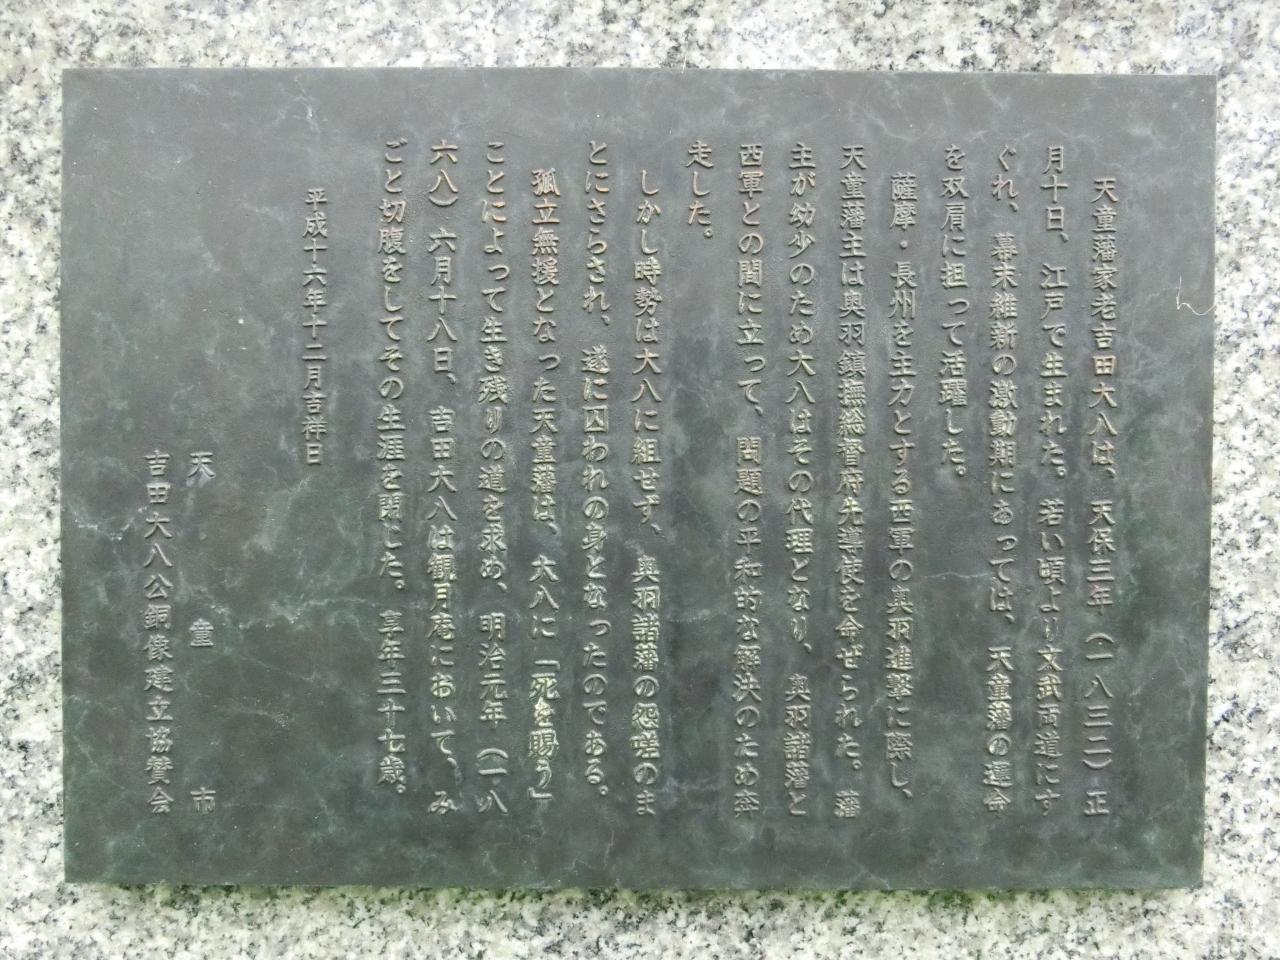 天童藩家老吉田大八は、天保三年（一八三二）正
月十日、江戸で生まれた。若い頃より文武両道にす
ぐれ、幕末維新の激動期にあっては、天童藩の運命
を双肩に担って活躍した。
薩摩・長州を主力とする西軍の奥羽進撃に際し、
天童藩主は奥羽鎮撫総督府先導使を命ぜられた。藩
主が幼少のため大八はその代理となり、奥羽諸藩と
西軍との間に立って、問題の平和的な解決のため奔
走した。
しかし時勢は大八に組せず、奥羽諸藩の怨嗟のま
とにさらされ、遂に囚われの身となったのである。
孤立無援となった天童藩は、大八に「死を賜う」
ことによって生き残りの道を求め、明治元年（一八
六八）六月十八日、吉田大八は観月庵において、み
ごと切腹をしてその生涯を閉じた。享年三十七歳。
平成十六年十二月吉祥日
天童市
吉田大八公銅像建立協賛会